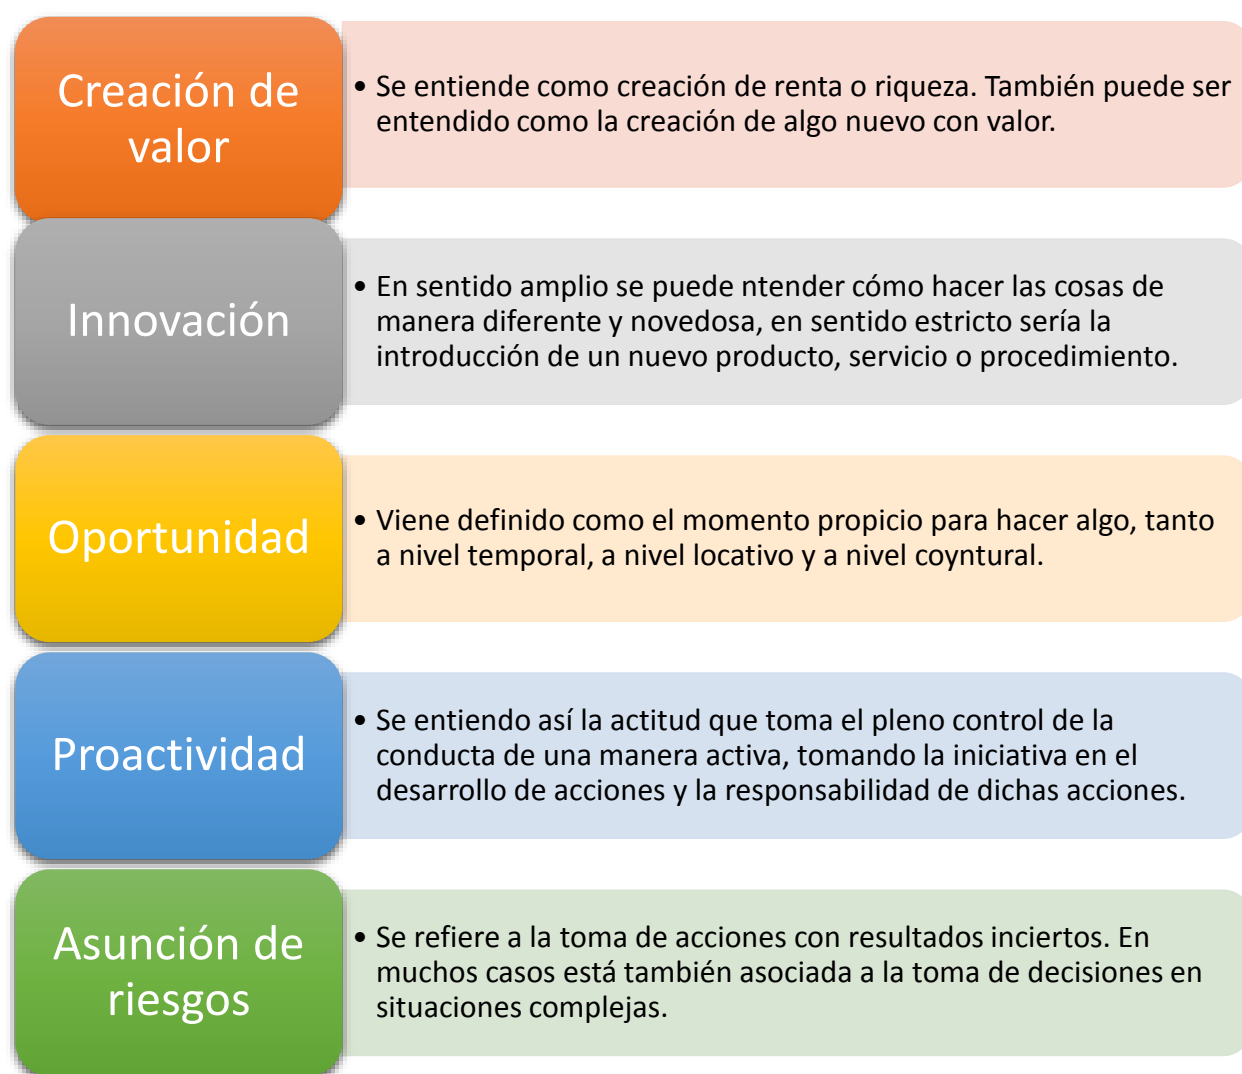 Creación de
valor
• Se entiende como creación de renta o riqueza. También puede ser
entendido como la creación de algo nuevo con valor.
Innovación
• En sentido amplio se puede ntender cómo hacer las cosas de
manera diferente y novedosa, en sentido estricto sería la
introducción de un nuevo producto, servicio o procedimiento.
Oportunidad
• Viene definido como el momento propicio para hacer algo, tanto
a nivel temporal, a nivel locativo y a nivel coyntural.
Proactividad
• Se entiendo así la actitud que toma el pleno control de la
conducta de una manera activa, tomando la iniciativa en el
desarrollo de acciones y la responsabilidad de dichas acciones.
Asunción de
riesgos
• Se refiere a la toma de acciones con resultados inciertos. En
muchos casos está también asociada a la toma de decisiones en
situaciones complejas.